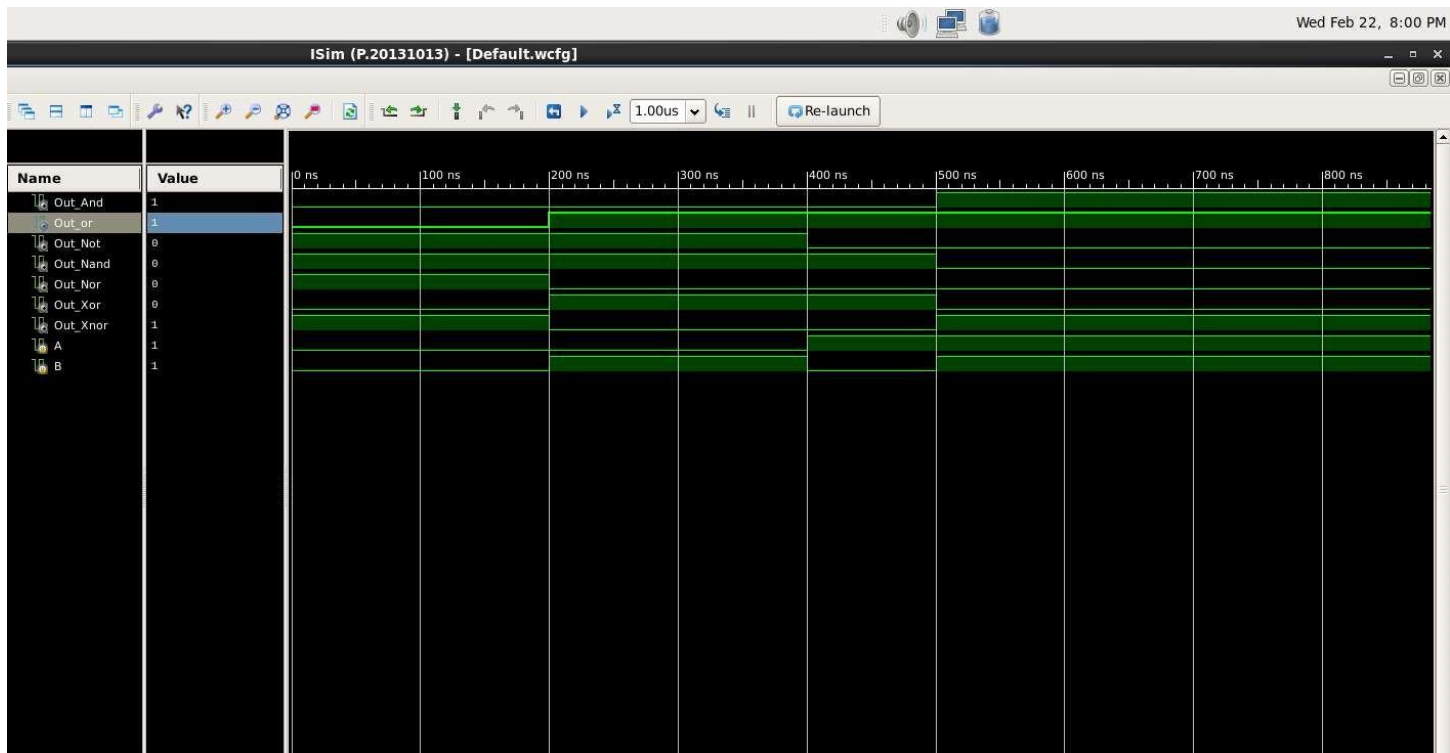 Wed Feb 22, 8:00 PM
ISim (P.20131013) - [Default.wcfg]
1.00us Re-launch
Name Value 0 ns 100 ns 200 ns 300 ns 400 ns 500 ns 600 ns 700 ns 800 ns
Out_And 1
Out_or 1
Out_Not 0
Out_Nand 0
Out_Nor 0
Out_Xor 0
Out_Xnor 1
A 1
B 1